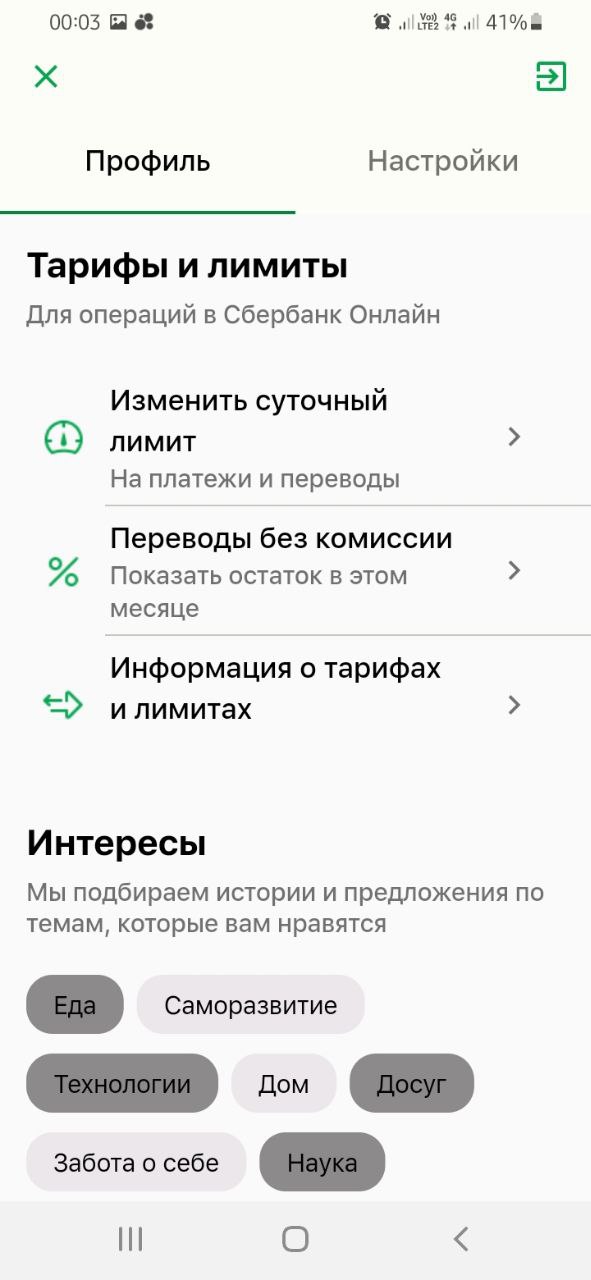 00:03 Vo) LTE2 4G 41%
Профиль Настройки
Тарифы и лимиты
Для операций в Сбербанк Онлайн
Изменить суточный
лимит
На платежи и переводы
Переводы без комиссии
Показать остаток в этом
месяце
Информация о тарифах
и лимитах
Интересы
Мы подбираем истории и предложения по
темам, которые вам нравятся
Еда Саморазвитие
Технологии Дом Досуг
Забота о себе Наука